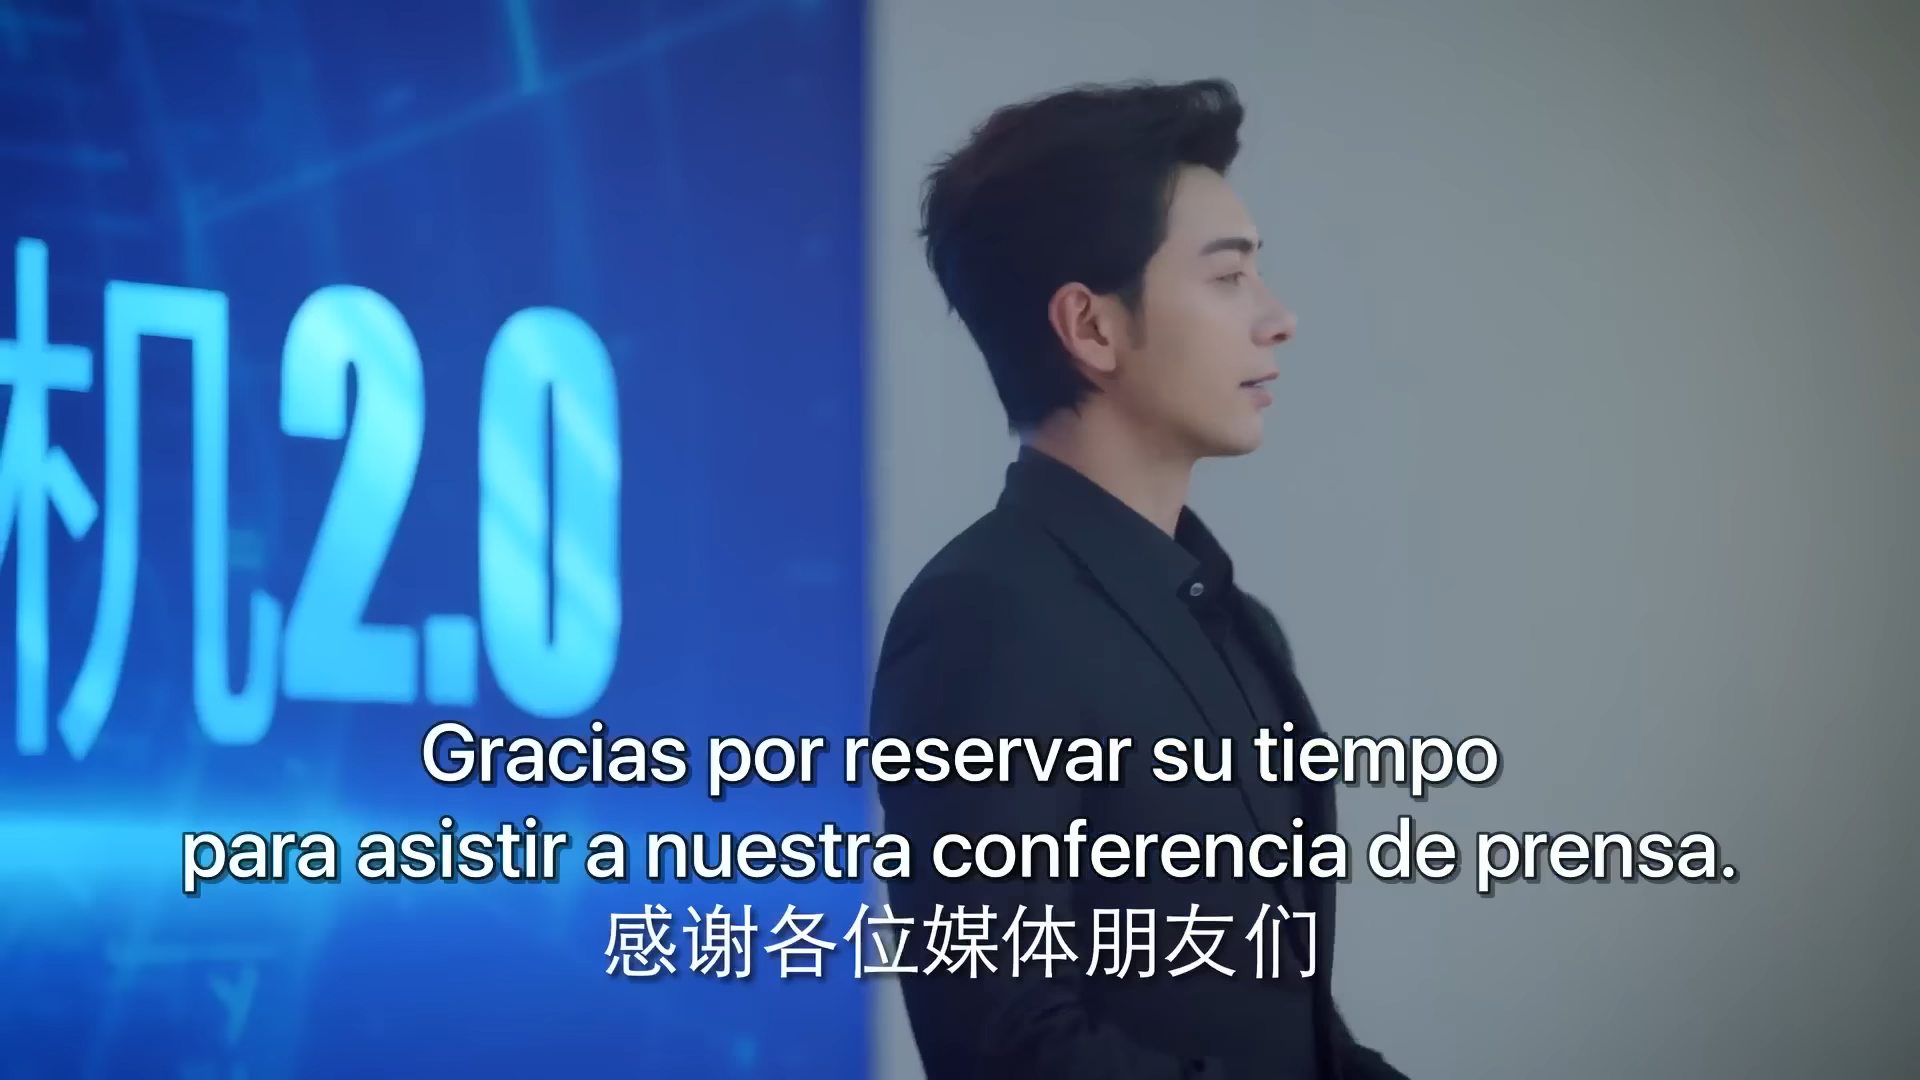 机2.0
Gracias por reservar su tiempo
para asistir a nuestra conferencia de prensa.
感谢各位媒体朋友们